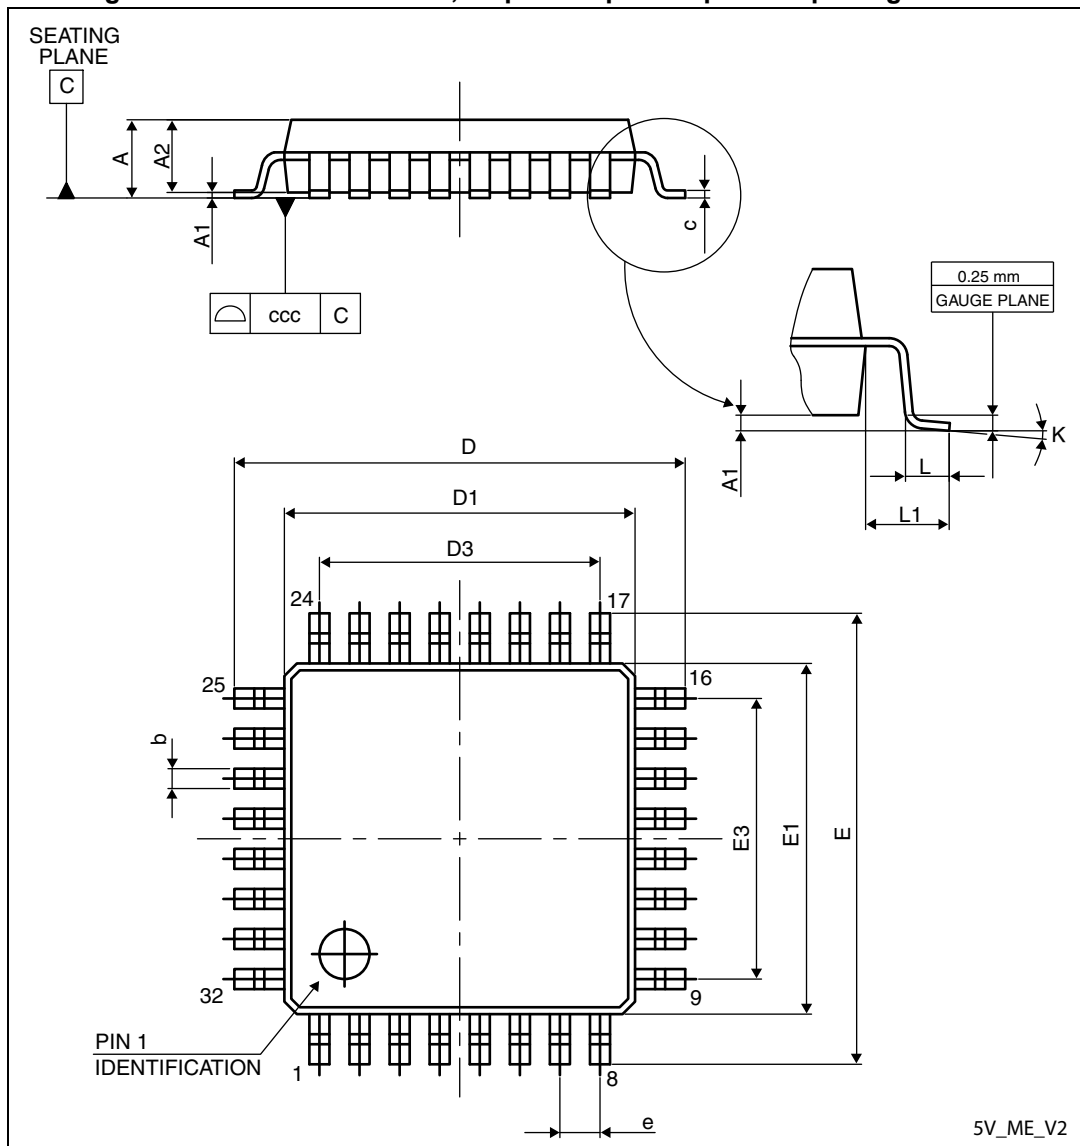 SEATING
PLANE
C
A
A2
A1
c
ccc
C
0.25 mm
GAUGE PLANE
A1
K
L
L1
D
D1
D3
24
17
25
16
b
E3
E1
E
32
9
PIN 1
IDENTIFICATION
1
8
e
5V_ME_V2